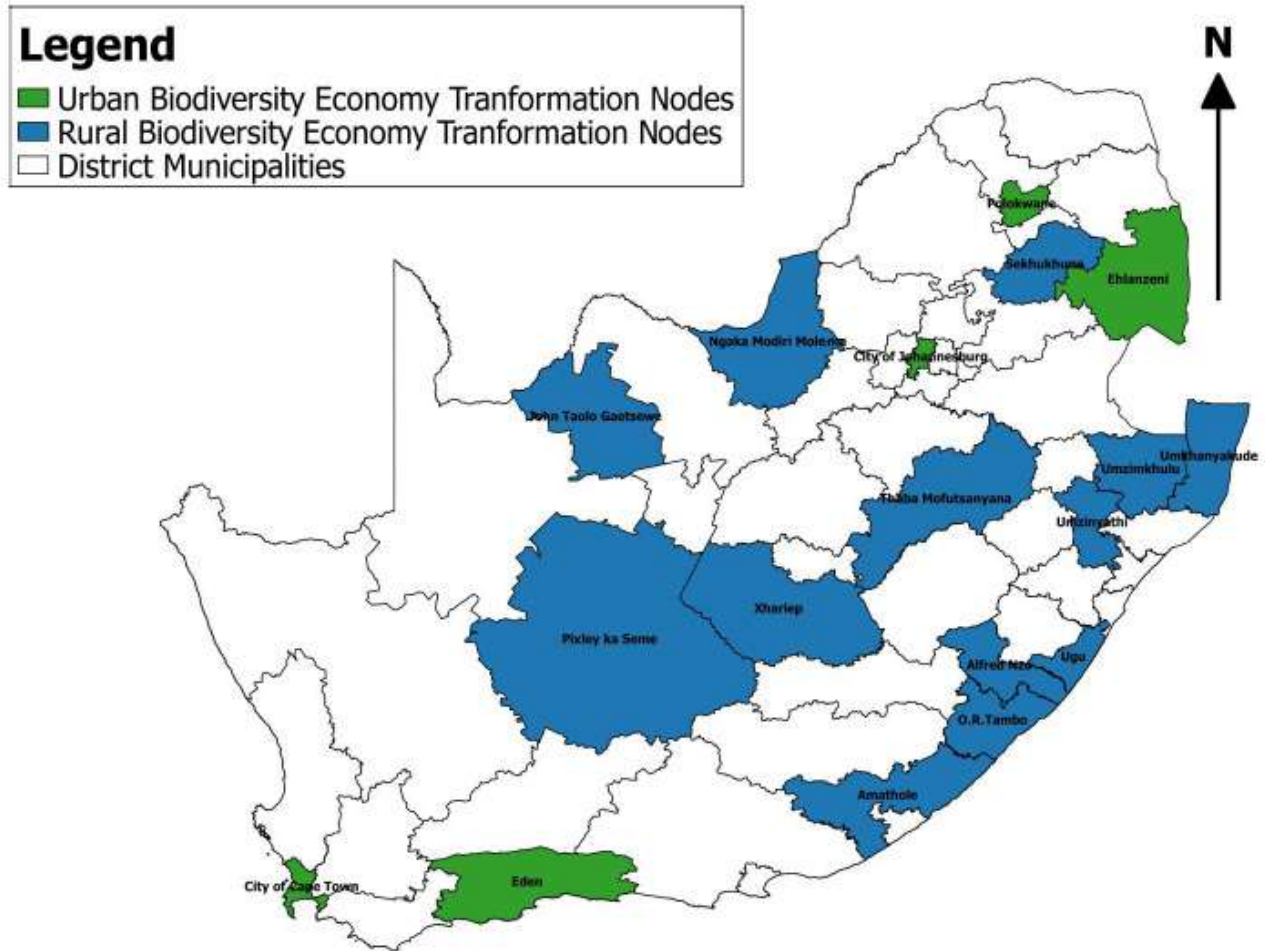 Legend
Urban Biodiversity Economy Tranformation Nodes
Rural Biodiversity Economy Tranformation Nodes
District Municipalities
N
Polokwane
Sekhukhune
Ehlanzeni
Ngaka Modiri Molema
City of Johannesburg
John Taolo Gaetsewe
Umkhanyakude
Umzimkhulu
Thabo Mofutsanyana
Umzinyathi
Xhariep
Pixley ka Seme
Ugu
Alfred Nzo
O.R.Tambo
Amathole
Eden
City of Cape Town